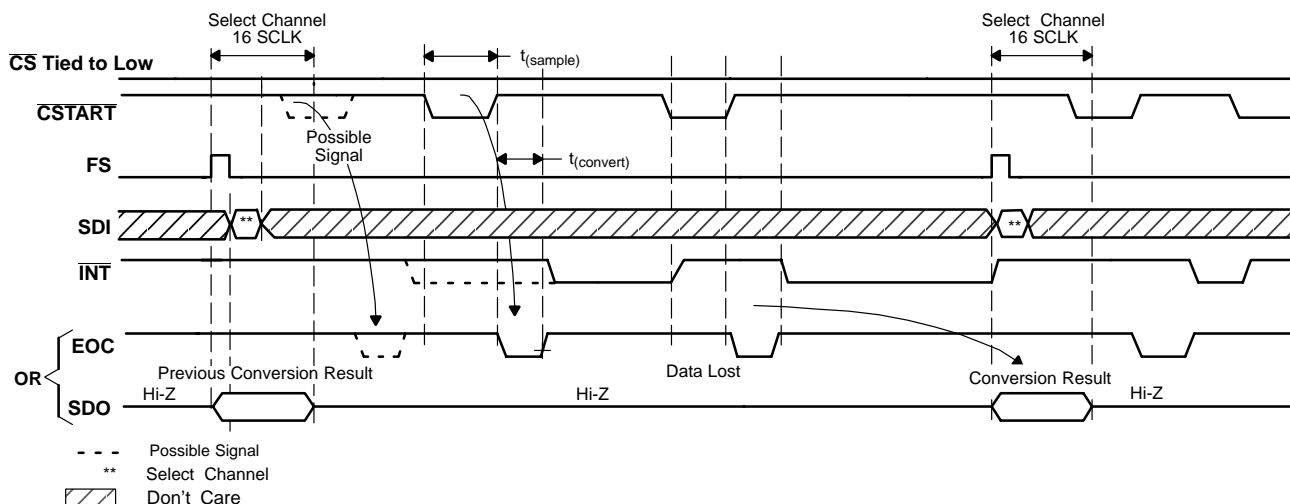 Select Channel
16 SCLK
Select Channel
16 SCLK
CS Tied to Low
t(sample)
CSTART
Possible
Signal
FS
t(convert)
SDI
**
**
INT
EOC
OR
Previous Conversion Result
Data Lost
Conversion Result
SDO
Hi-Z
Hi-Z
Hi-Z
Possible Signal
** Select Channel
Don't Care